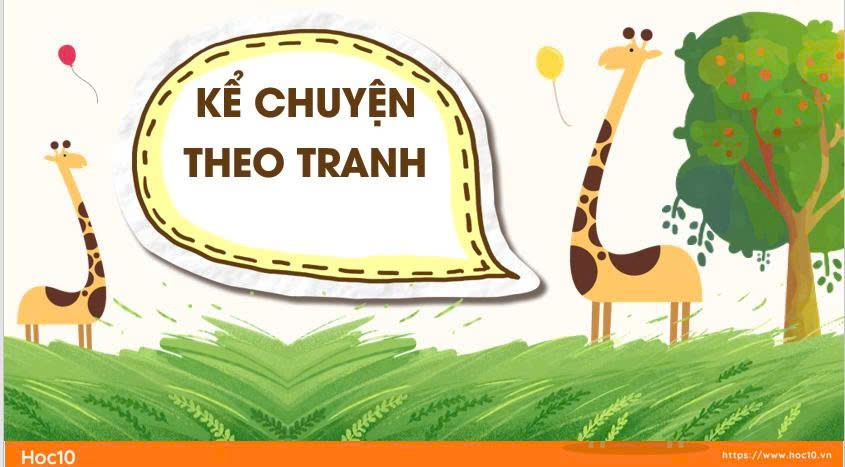 KỂ CHUYỆN
THEO TRANH
Hoc10
https://www.hoc10.vn